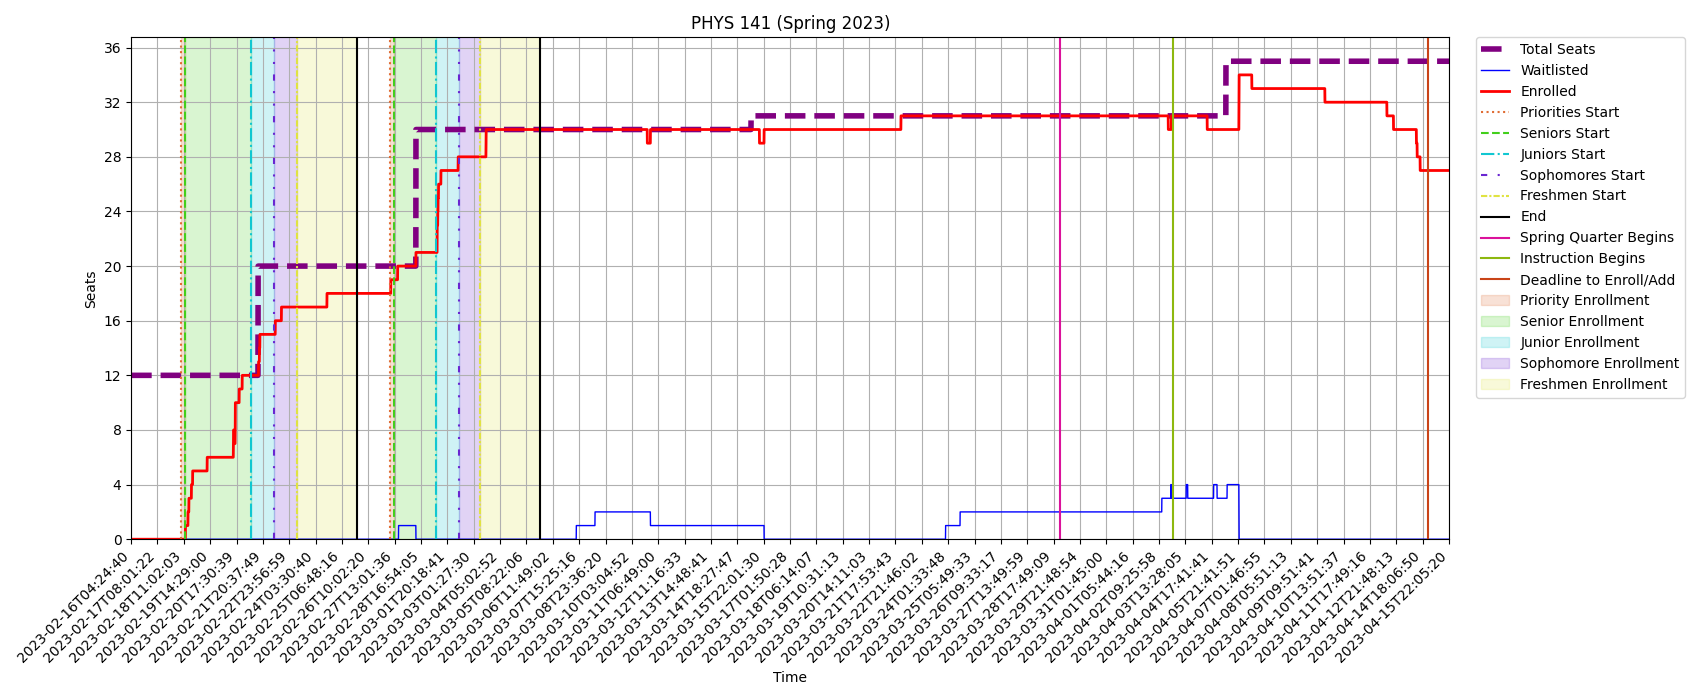 PHYS 141 (Spring 2023)
Seats
36
32
28
24
20
16
12
8
4
0
2023-02-16T04:24:40
2023-02-17T08:01:22
2023-02-18T11:02:03
2023-02-19T14:29:00
2023-02-20T17:30:39
2023-02-21T20:37:49
2023-02-22T23:56:59
2023-02-24T03:30:40
2023-02-25T06:48:16
2023-02-26T10:02:20
2023-02-27T13:01:36
2023-02-28T16:54:05
2023-03-01T20:18:41
2023-03-03T01:27:30
2023-03-04T05:02:52
2023-03-05T08:22:06
2023-03-06T11:49:02
2023-03-07T15:25:16
2023-03-08T23:36:20
2023-03-10T03:04:52
2023-03-11T06:49:00
2023-03-12T11:16:33
2023-03-13T14:48:41
2023-03-14T18:27:47
2023-03-15T22:01:30
2023-03-17T01:50:28
2023-03-18T06:14:07
2023-03-19T10:31:13
2023-03-20T14:11:03
2023-03-21T17:53:43
2023-03-22T21:46:02
2023-03-24T01:33:48
2023-03-25T05:49:33
2023-03-26T09:33:17
2023-03-27T13:49:59
2023-03-28T17:49:09
2023-03-29T21:48:54
2023-03-31T01:45:00
2023-04-01T05:44:16
2023-04-02T09:25:58
2023-04-03T13:28:05
2023-04-04T17:41:41
2023-04-05T21:41:51
2023-04-07T01:46:55
2023-04-08T05:51:13
2023-04-09T09:51:41
2023-04-10T13:51:37
2023-04-11T17:49:16
2023-04-12T21:48:13
2023-04-14T18:06:50
2023-04-15T22:05:20
Time
Total Seats
Waitlisted
Enrolled
Priorities Start
Seniors Start
Juniors Start
Sophomores Start
Freshmen Start
End
Spring Quarter Begins
Instruction Begins
Deadline to Enroll/Add
Priority Enrollment
Senior Enrollment
Junior Enrollment
Sophomore Enrollment
Freshmen Enrollment